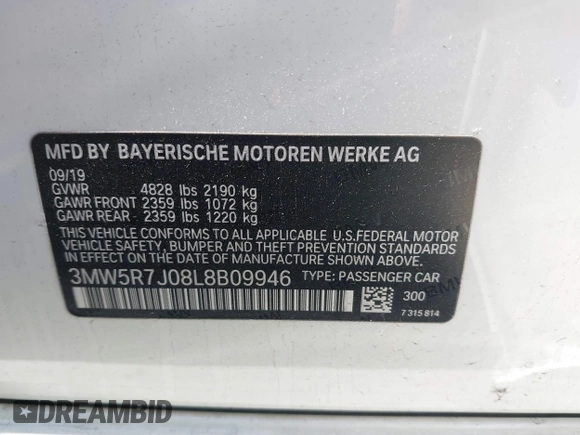 MFD BY BAYERISCHE MOTOREN WERKE AG
09/19
GVWR 4828 lbs 2190 kg
GAWR FRONT 2359 lbs 1072 kg
GAWR REAR - 2359 lbs 1220 kg
THIS VEHICLE CONFORMS TO ALL APPLICABLE U.S.FEDERAL MOTOR
VEHICLE SAFETY, BUMPER AND THEFT PREVENTION STANDARDS
IN EFFECT ON THE DATE OF MANUFACTURE SHOWN ABOVE.
3MW5R7J08L8B09946 TYPE: PASSENGER CAR
300
7 315 814
DREAMBID